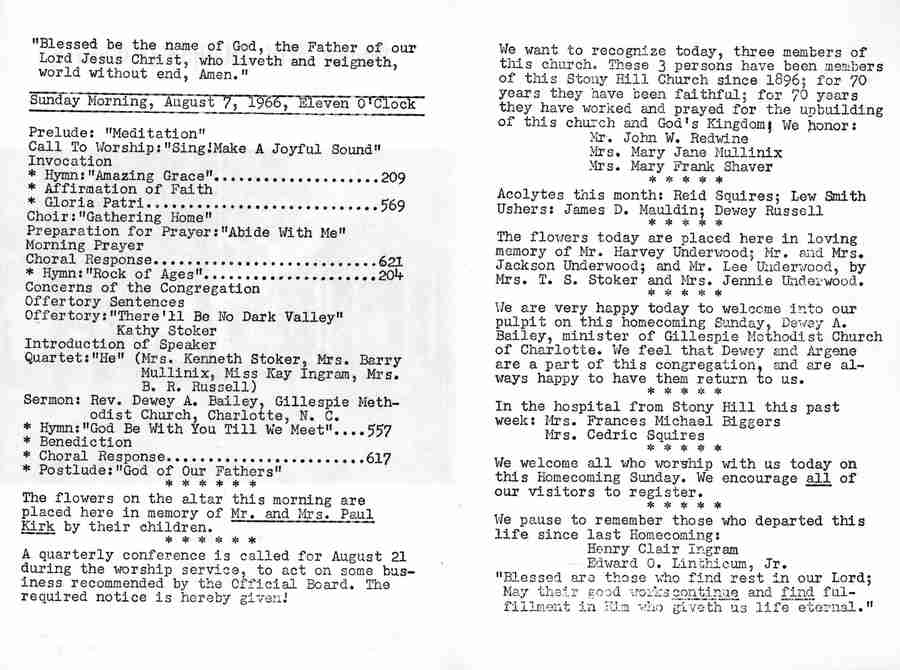 "Blessed be the name of God, the Father of our
Lord Jesus Christ, who liveth and reigneth,
world without end, Amen."
Sunday Morning, August 7, 1966, Eleven O'Clock
Prelude: "Meditation"
Call To Worship:"Sing!Make A Joyful Sound"
Invocation
* Hymn:"Amazing Grace"....................209
* Affirmation of Faith
* Gloria Patri............................569
Choir:"Gathering Home"
Preparation for Prayer:"Abide With Me"
Morning Prayer
Choral Response...........................621
* Hymn:"Rock of Ages".....................204
Concerns of the Congregation
Offertory Sentences
Offertory:"There'll Be No Dark Valley"
Kathy Stoker
Introduction of Speaker
Quartet:"He" (Mrs. Kenneth Stoker, Mrs. Barry
Mullinix, Miss Kay Ingram, Mrs.
B. R. Russell)
Sermon: Rev. Dewey A. Bailey, Gillespie Meth-
odist Church, Charlotte, N. C.
* Hymn:"God Be With You Till We Meet"....557
* Benediction
* Choral Response........................617
* Postlude:"God of Our Fathers"
* * * * * *
The flowers on the altar this morning are
placed here in memory of Mr. and Mrs. Paul
Kirk by their children.
* * * * * *
A quarterly conference is called for August 21
during the worship service, to act on some bus-
iness recommended by the Official Board. The
required notice is hereby given!
We want to recognize today, three members of
this church. These 3 persons have been members
of this Stony Hill Church since 1896; for 70
years they have been faithful; for 70 years
they have worked and prayed for the upbuilding
of this church and God's Kingdom; We honor:
Mr. John W. Redwine
Mrs. Mary Jane Mullinix
Mrs. Mary Frank Shaver
* * * * *
Acolytes this month: Reid Squires; Lew Smith
Ushers: James D. Mauldin; Dewey Russell
* * * * *
The flowers today are placed here in loving
memory of Mr. Harvey Underwood; Mr. and Mrs.
Jackson Underwood; and Mr. Lee Underwood, by
Mrs. T. S. Stoker and Mrs. Jennie Underwood.
* * * * *
We are very happy today to welcome into our
pulpit on this homecoming Sunday, Dewey A.
Bailey, minister of Gillespie Methodist Church
of Charlotte. We feel that Dewey and Argene
are a part of this congregation, and are al-
ways happy to have them return to us.
* * * * *
In the hospital from Stony Hill this past
week: Mrs. Frances Michael Biggers
Mrs. Cedric Squires
* * * * *
We welcome all who worship with us today on
this Homecoming Sunday. We encourage all of
our visitors to register.
* * * * *
We pause to remember those who departed this
life since last Homecoming:
Henry Clair Ingram
Edward O. Linthicum, Jr.
"Blessed are those who find rest in our Lord;
May their good works continue and find ful-
fillment in Him who giveth us life eternal."